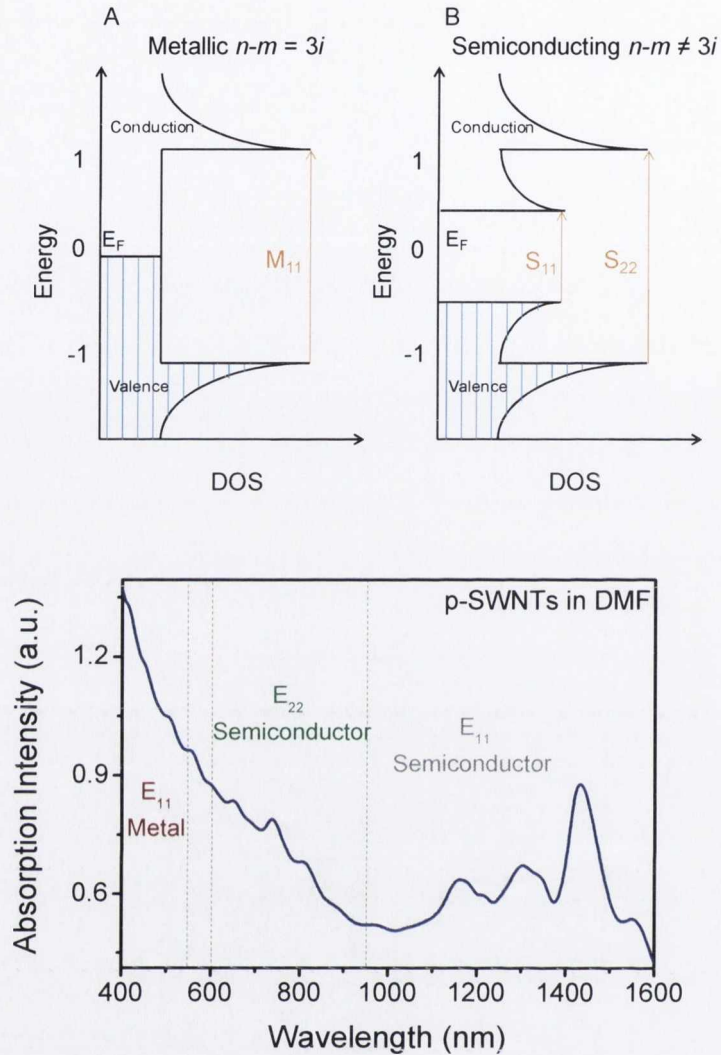 A
Metallic n-m = 3i
Conduction
1
E_F
0
M_11
-1
Valence
Energy
DOS
B
Semiconducting n-m ≠ 3i
Conduction
1
E_F
0
S_11
S_22
-1
Valence
Energy
DOS
p-SWNTs in DMF
1.2
0.9
0.6
E_22
Semiconductor
E_11
Semiconductor
E_11
Metal
Absorption Intensity (a.u.)
400 600 800 1000 1200 1400 1600
Wavelength (nm)